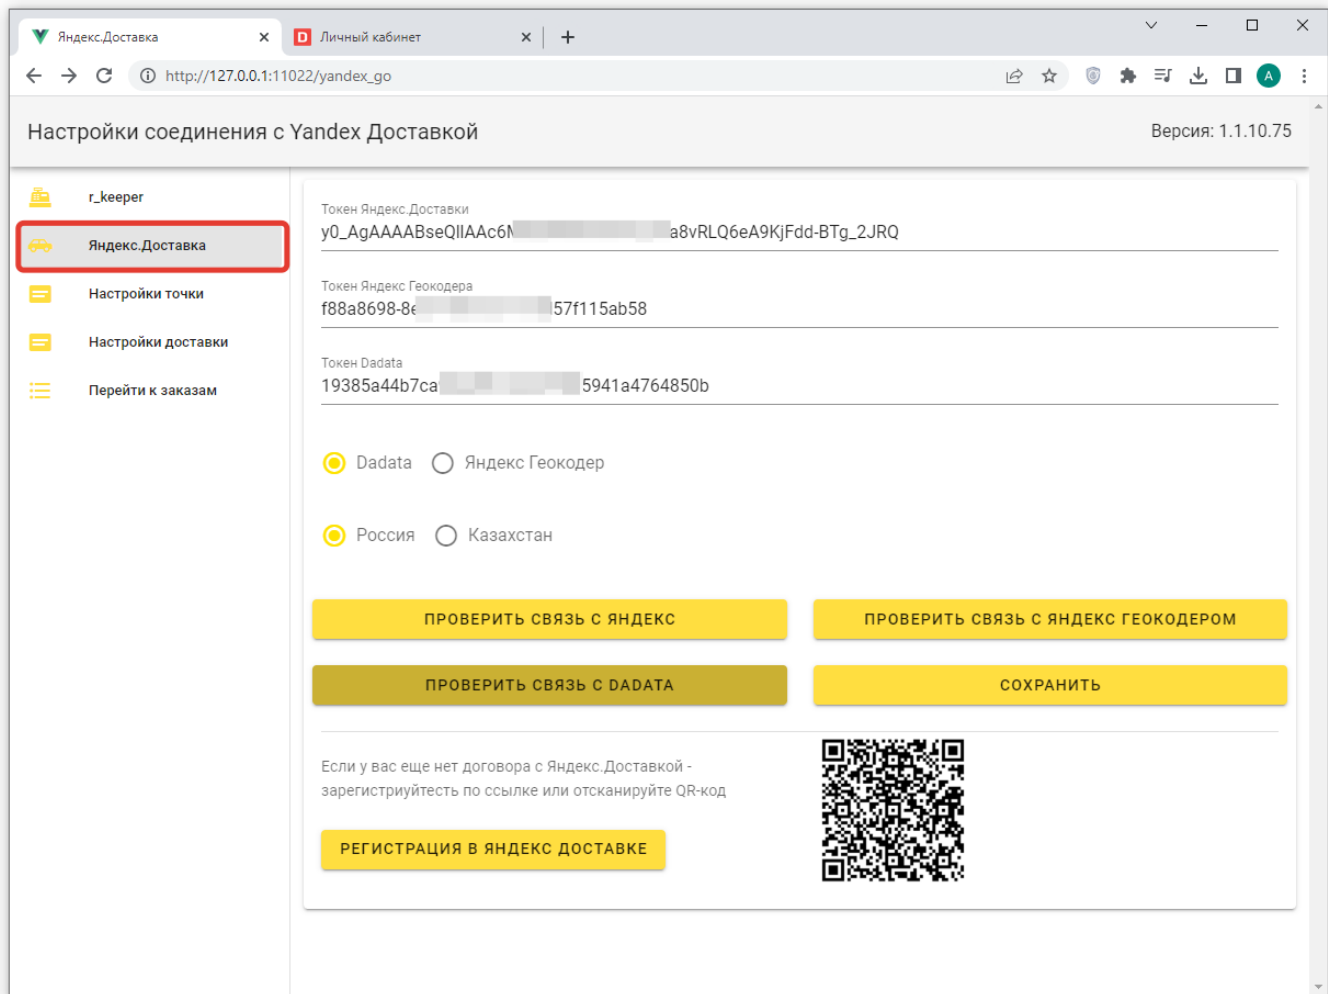 Яндекс.Доставка
Личный кабинет
http://127.0.0.1:11022/yandex_go
A
Настройки соединения с Yandex Доставкой
Версия: 1.1.10.75
r_keeper
Яндекс.Доставка
Настройки точки
Настройки доставки
Перейти к заказам
Токен Яндекс.Доставки
y0_AgAAAABseQIIAAc6 a8vRLQ6eA9KjFdd-BTg_2JRQ
Токен Яндекс Геокодера
f88a8698-8e 57f115ab58
Токен Dadata
19385a44b7ca 5941a4764850b
Dadata Яндекс Геокодер
Россия Казахстан
ПРОВЕРИТЬ СВЯЗЬ С ЯНДЕКС
ПРОВЕРИТЬ СВЯЗЬ С ЯНДЕКС ГЕОКОДЕРОМ
ПРОВЕРИТЬ СВЯЗЬ С DADATA
СОХРАНИТЬ
Если у вас еще нет договора с Яндекс.Доставкой -
зарегистриуйтесть по ссылке или отсканируйте QR-код
РЕГИСТРАЦИЯ В ЯНДЕКС ДОСТАВКЕ